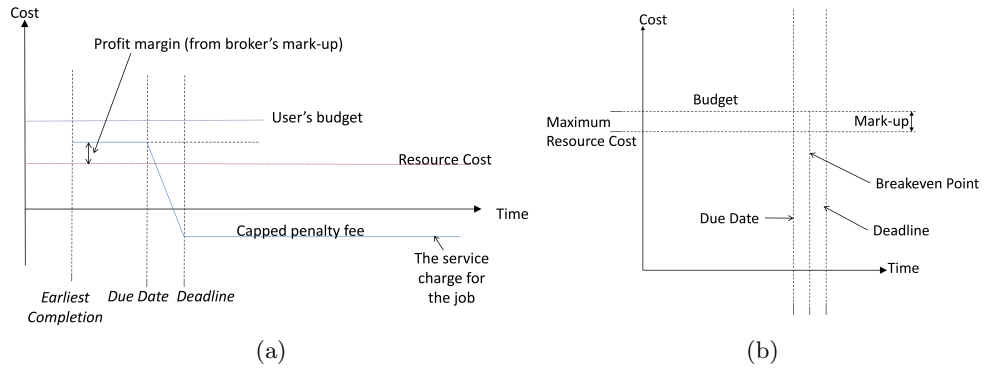 Cost
Profit margin (from broker's mark-up)
User's budget
Resource Cost
Time
Capped penalty fee
The service
charge for
the job
Earliest
Completion
Due Date
Deadline
(a)
Cost
Budget
Maximum
Resource Cost
Mark-up
Breakeven Point
Due Date
Deadline
Time
(b)